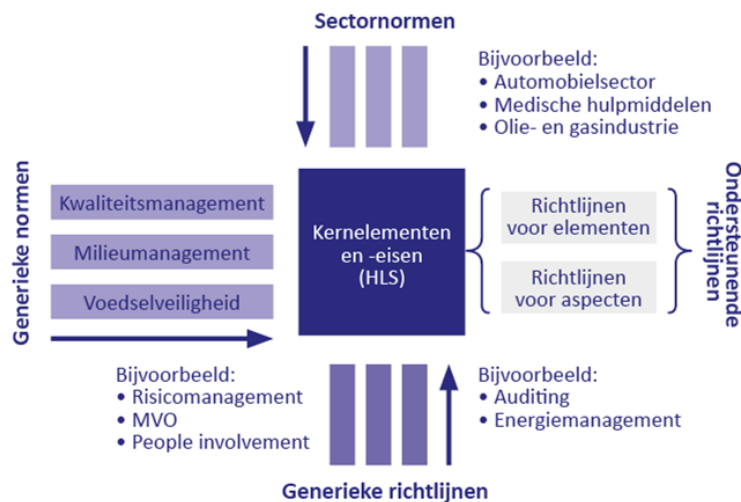 Sectornormen
Bijvoorbeeld:
• Automobielsector
• Medische hulpmiddelen
• Olie- en gasindustrie
Generieke normen
Kwaliteitsmanagement
Milieumanagement
Voedselveiligheid
Kernelementen
en -eisen
(HLS)
Richtlijnen
voor elementen
Richtlijnen
voor aspecten
Ondersteunende
richtlijnen
Bijvoorbeeld:
• Risicomanagement
• MVO
• People involvement
Bijvoorbeeld:
• Auditing
• Energiemanagement
Generieke richtlijnen